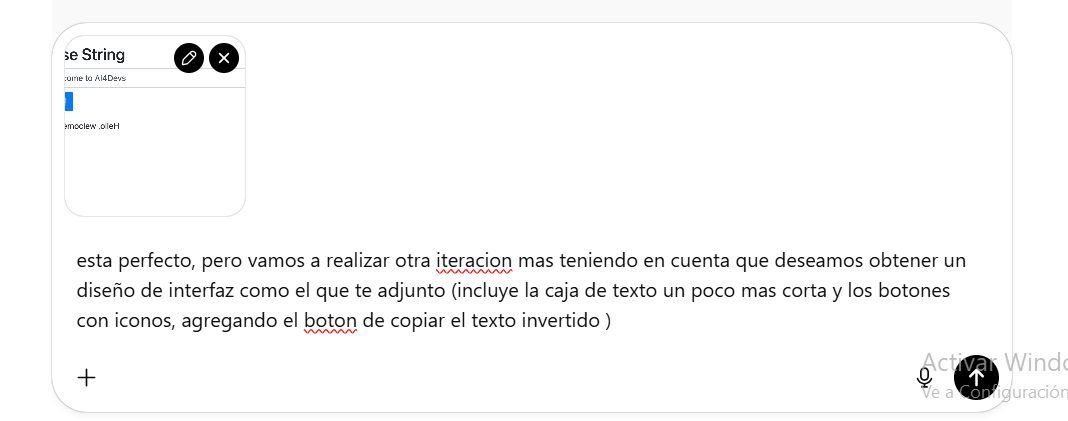 se String
come to AI4Devs
Hello, welcome
esta perfecto, pero vamos a realizar otra iteracion mas teniendo en cuenta que deseamos obtener un
diseño de interfaz como el que te adjunto (incluye la caja de texto un poco mas corta y los botones
con iconos, agregando el boton de copiar el texto invertido )
Activar Windo
Ve a Configuración